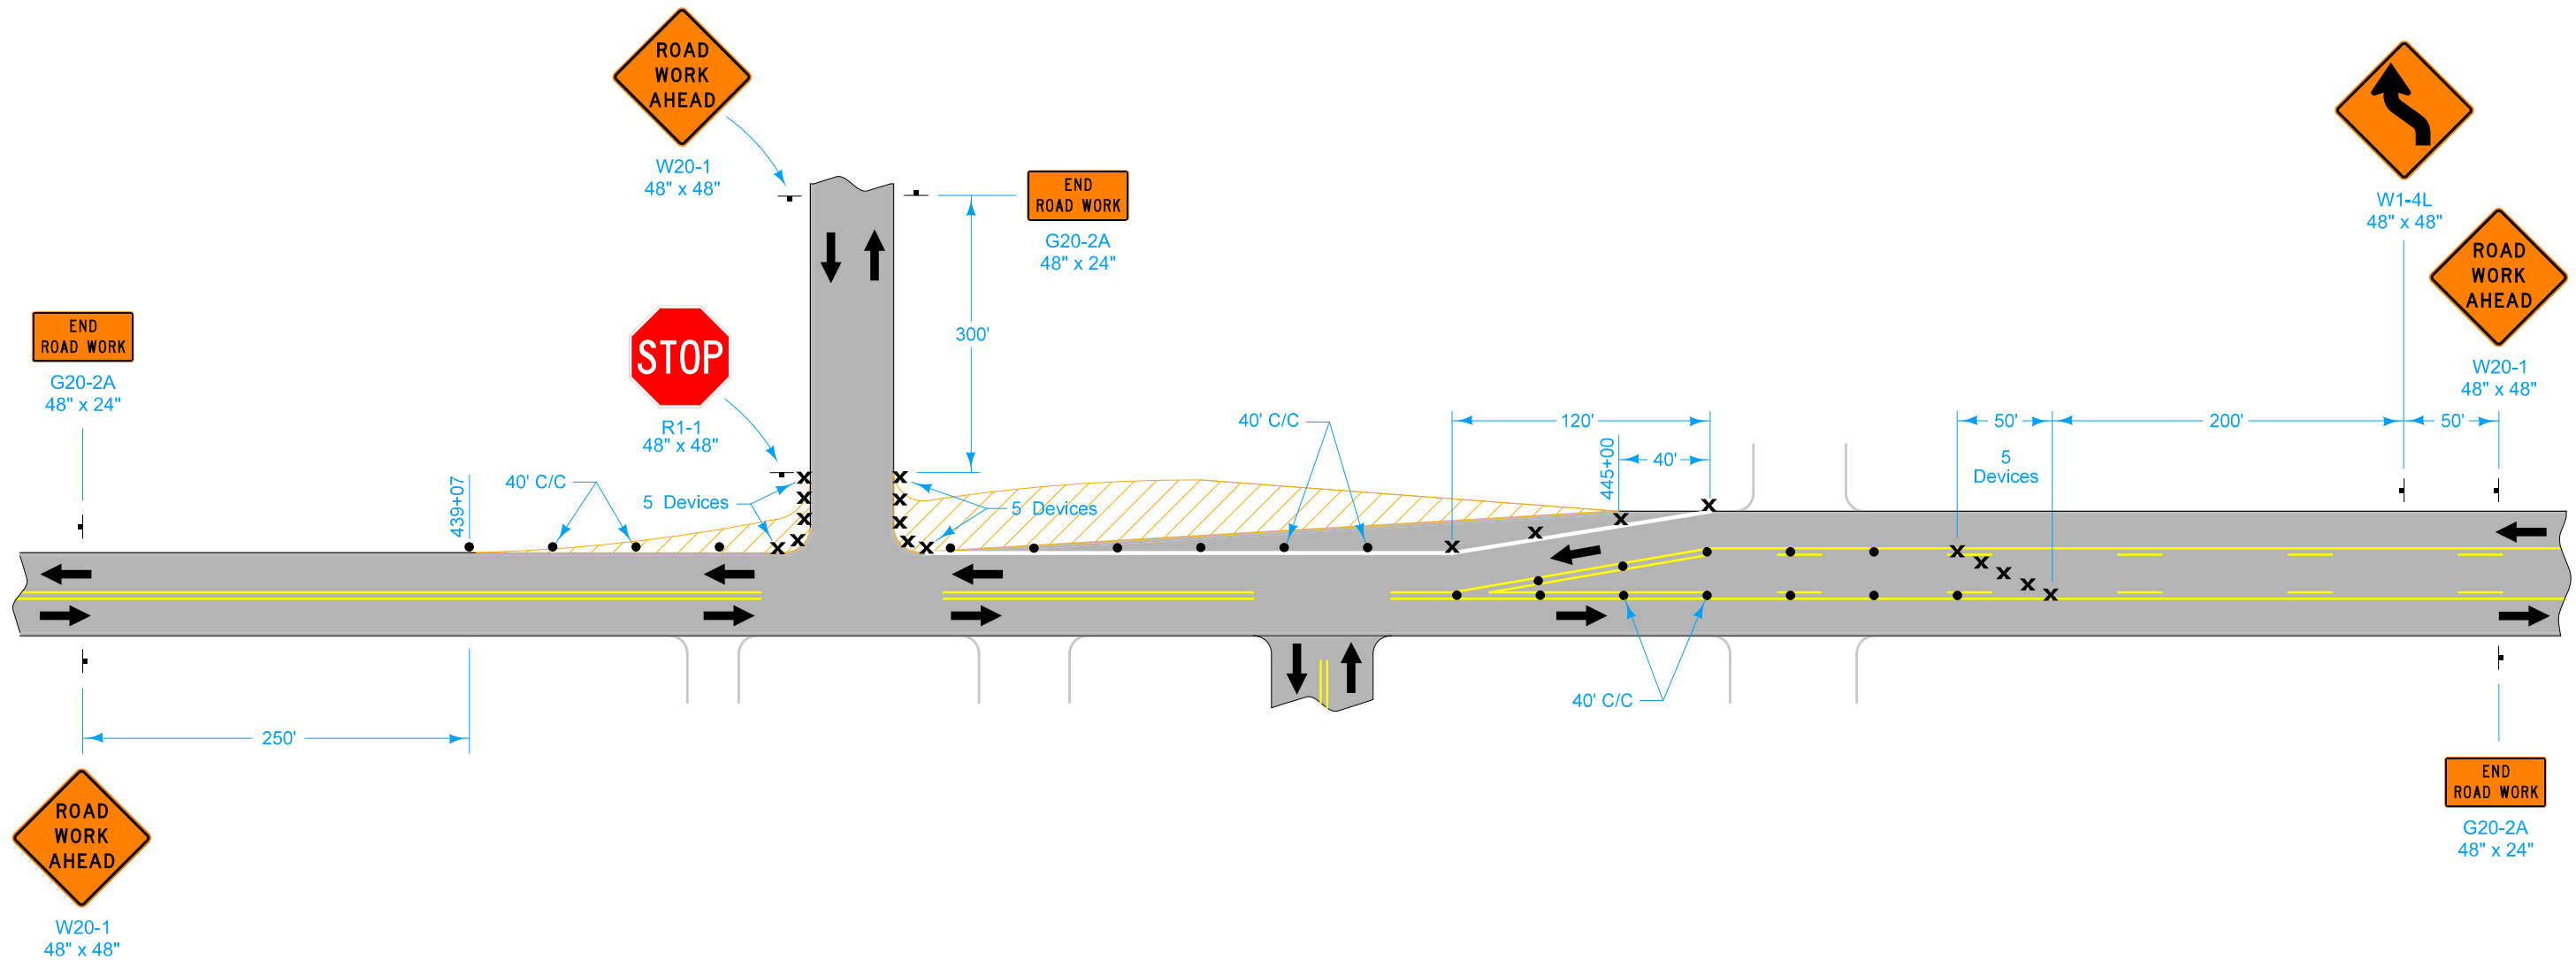 ROAD
WORK
AHEAD
W20-1
48" x 48"
END
ROAD WORK
G20-2A
48" x 24"
W1-4L
48" x 48"
ROAD
WORK
AHEAD
W20-1
48" x 48"
END
ROAD WORK
G20-2A
48" x 24"
STOP
R1-1
48" x 48"
300'
439+07
40' C/C
5 Devices
5 Devices
40' C/C
120'
445+00
40'
50'
5
Devices
200'
50'
40' C/C
250'
ROAD
WORK
AHEAD
W20-1
48" x 48"
END
ROAD WORK
G20-2A
48" x 24"